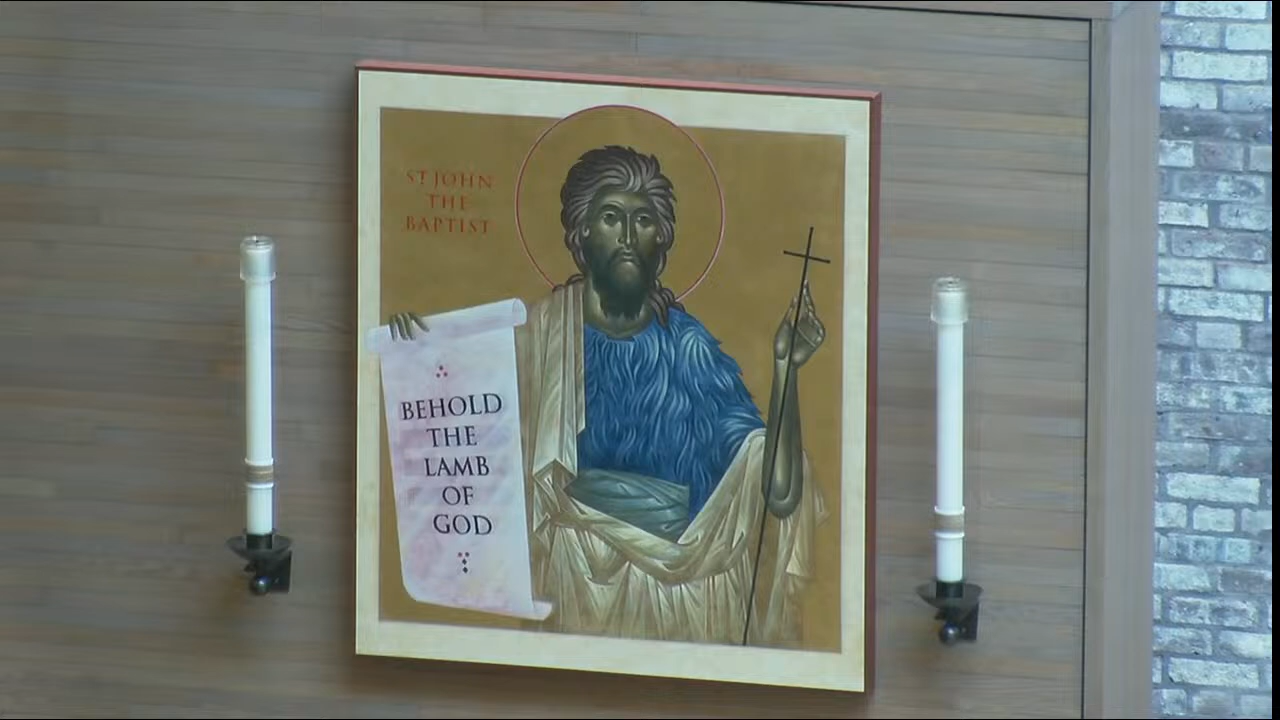 ST JOHN
THE
BAPTIST
BEHOLD
THE
LAMB
OF
GOD